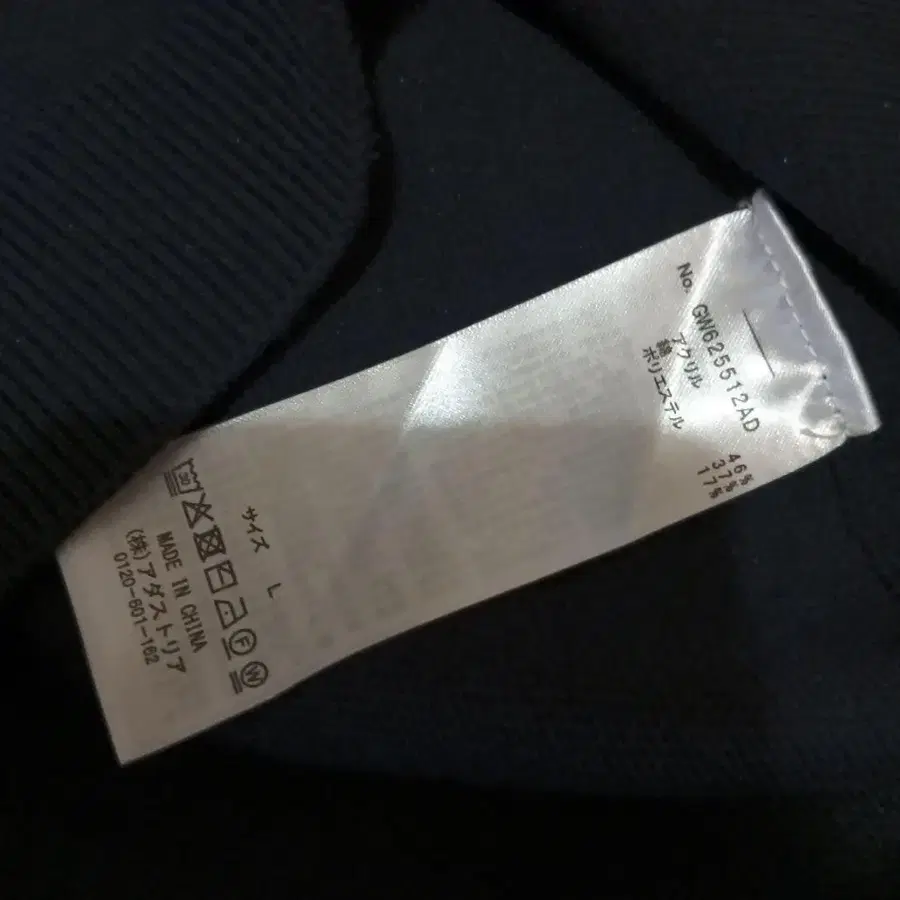 No. GW625512AD
アクリル 46%
綿 37%
ポリエステル 17%
サイズ L
30
F
W
MADE IN CHINA
(株)アダストリア
0120-601-162